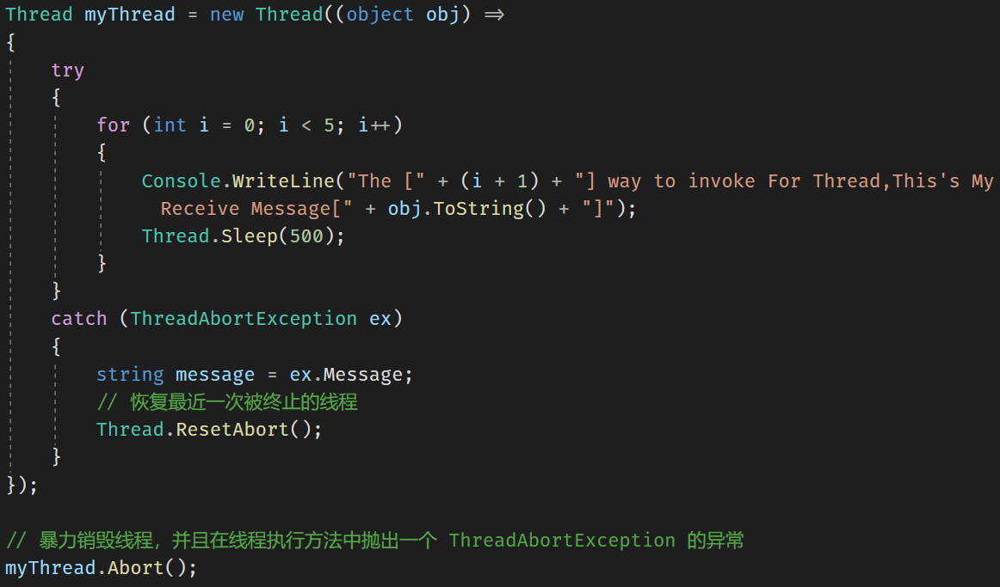 Thread myThread = new Thread((object obj) =>
{
    try
    {
        for (int i = 0; i < 5; i++)
        {
            Console.WriteLine("The [" + (i + 1) + "] way to invoke For Thread,This's My
              Receive Message[" + obj.ToString() + "]");
            Thread.Sleep(500);
        }
    }
    catch (ThreadAbortException ex)
    {
        string message = ex.Message;
        // 恢复最近一次被终止的线程
        Thread.ResetAbort();
    }
});

// 暴力销毁线程，并且在线程执行方法中抛出一个 ThreadAbortException 的异常
myThread.Abort();